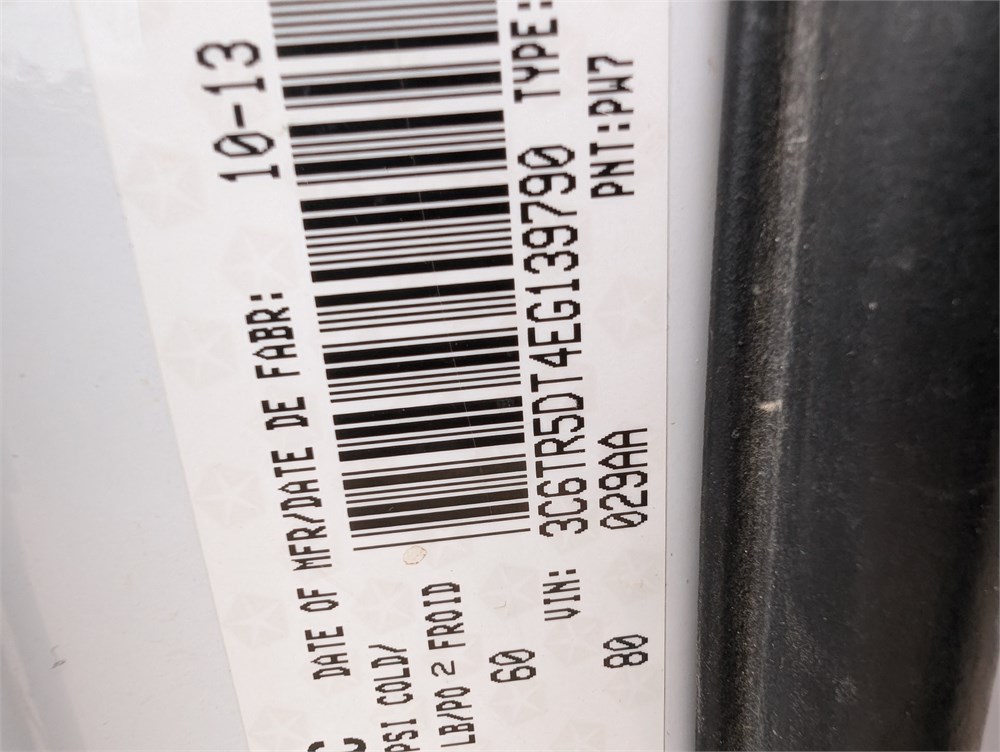 DATE OF MFR/DATE DE FABR: 10-13
PSI COLD/
LB/PO 2 FROID
60
VIN: 3C6TR5DT4EG139790 TYPE:
80 029AA PNT:PW7